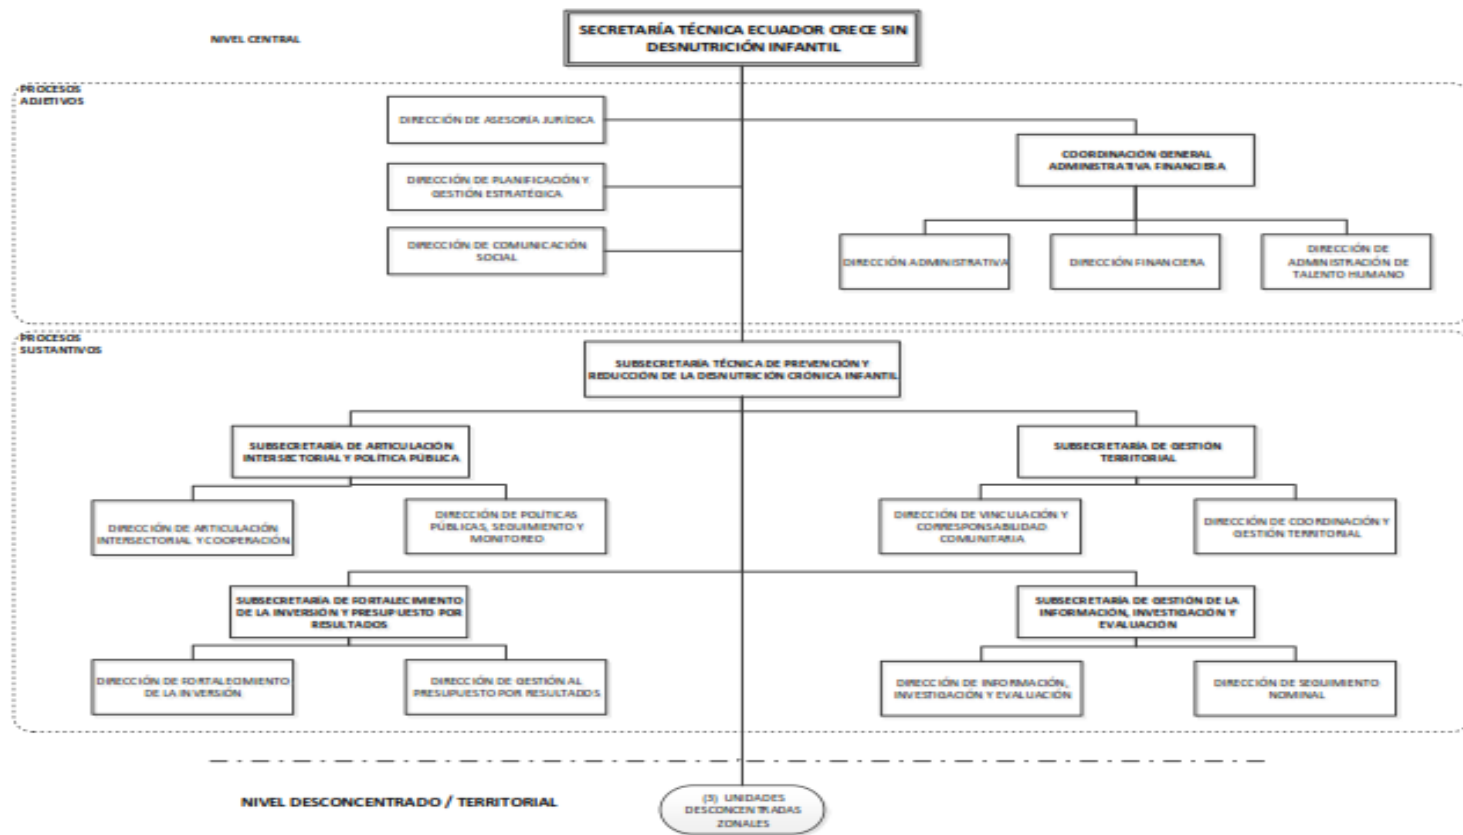 NIVEL CENTRAL
SECRETARÍA TÉCNICA ECUADOR CRECE SIN
DESNUTRICIÓN INFANTIL
PROCESOS
ADJETIVOS
DIRECCIÓN DE ASESORÍA JURÍDICA
COORDINACIÓN GENERAL
ADMINISTRATIVA FINANCIERA
DIRECCIÓN DE PLANIFICACIÓN Y
GESTIÓN ESTRATÉGICA
DIRECCIÓN DE COMUNICACIÓN
SOCIAL
DIRECCIÓN ADMINISTRATIVA
DIRECCIÓN FINANCIERA
DIRECCIÓN DE
ADMINISTRACIÓN DE
TALENTO HUMANO
PROCESOS
SUSTANTIVOS
SUBSECRETARÍA TÉCNICA DE PREVENCIÓN Y
REDUCCIÓN DE LA DESNUTRICIÓN CRÓNICA INFANTIL
SUBSECRETARÍA DE ARTICULACIÓN
INTERSECTORIAL Y POLÍTICA PÚBLICA
SUBSECRETARÍA DE GESTIÓN
TERRITORIAL
DIRECCIÓN DE ARTICULACIÓN
INTERSECTORIAL Y COOPERACIÓN
DIRECCIÓN DE POLÍTICAS
PÚBLICAS, SEGUIMIENTO Y
MONITOREO
DIRECCIÓN DE VINCULACIÓN Y
CORRESPONSABILIDAD
COMUNITARIA
DIRECCIÓN DE COORDINACIÓN Y
GESTIÓN TERRITORIAL
SUBSECRETARÍA DE FORTALECIMIENTO
DE LA INVERSIÓN Y PRESUPUESTO POR
RESULTADOS
SUBSECRETARÍA DE GESTIÓN DE LA
INFORMACIÓN, INVESTIGACIÓN Y
EVALUACIÓN
DIRECCIÓN DE FORTALECIMIENTO
DE LA INVERSIÓN
DIRECCIÓN DE GESTIÓN AL
PRESUPUESTO POR RESULTADOS
DIRECCIÓN DE INFORMACIÓN,
INVESTIGACIÓN Y EVALUACIÓN
DIRECCIÓN DE SEGUIMIENTO
NOMINAL
NIVEL DESCONCENTRADO / TERRITORIAL
(3) UNIDADES
DESCONCENTRADAS
ZONALES